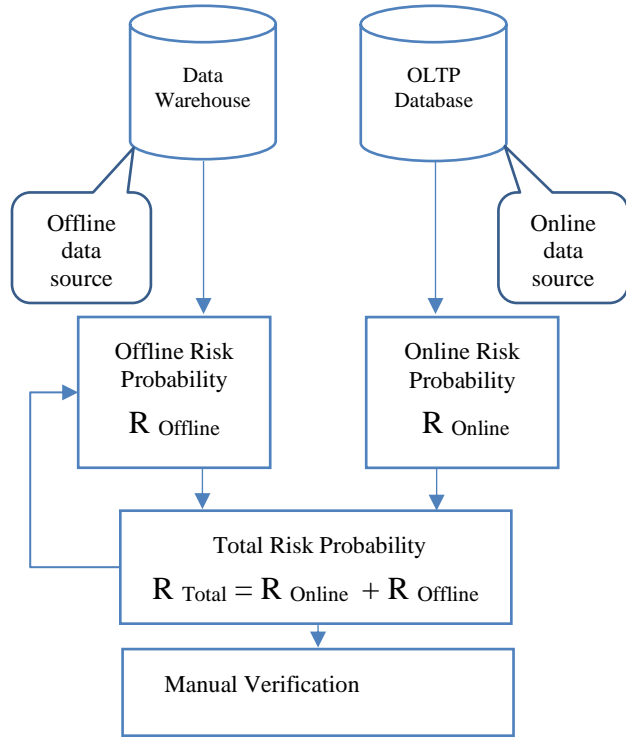 Data
Warehouse
OLTP
Database
Offline
data
source
Online
data
source
Offline Risk
Probability
R Offline
Online Risk
Probability
R Online
Total Risk Probability
R Total = R Online + R Offline
Manual Verification